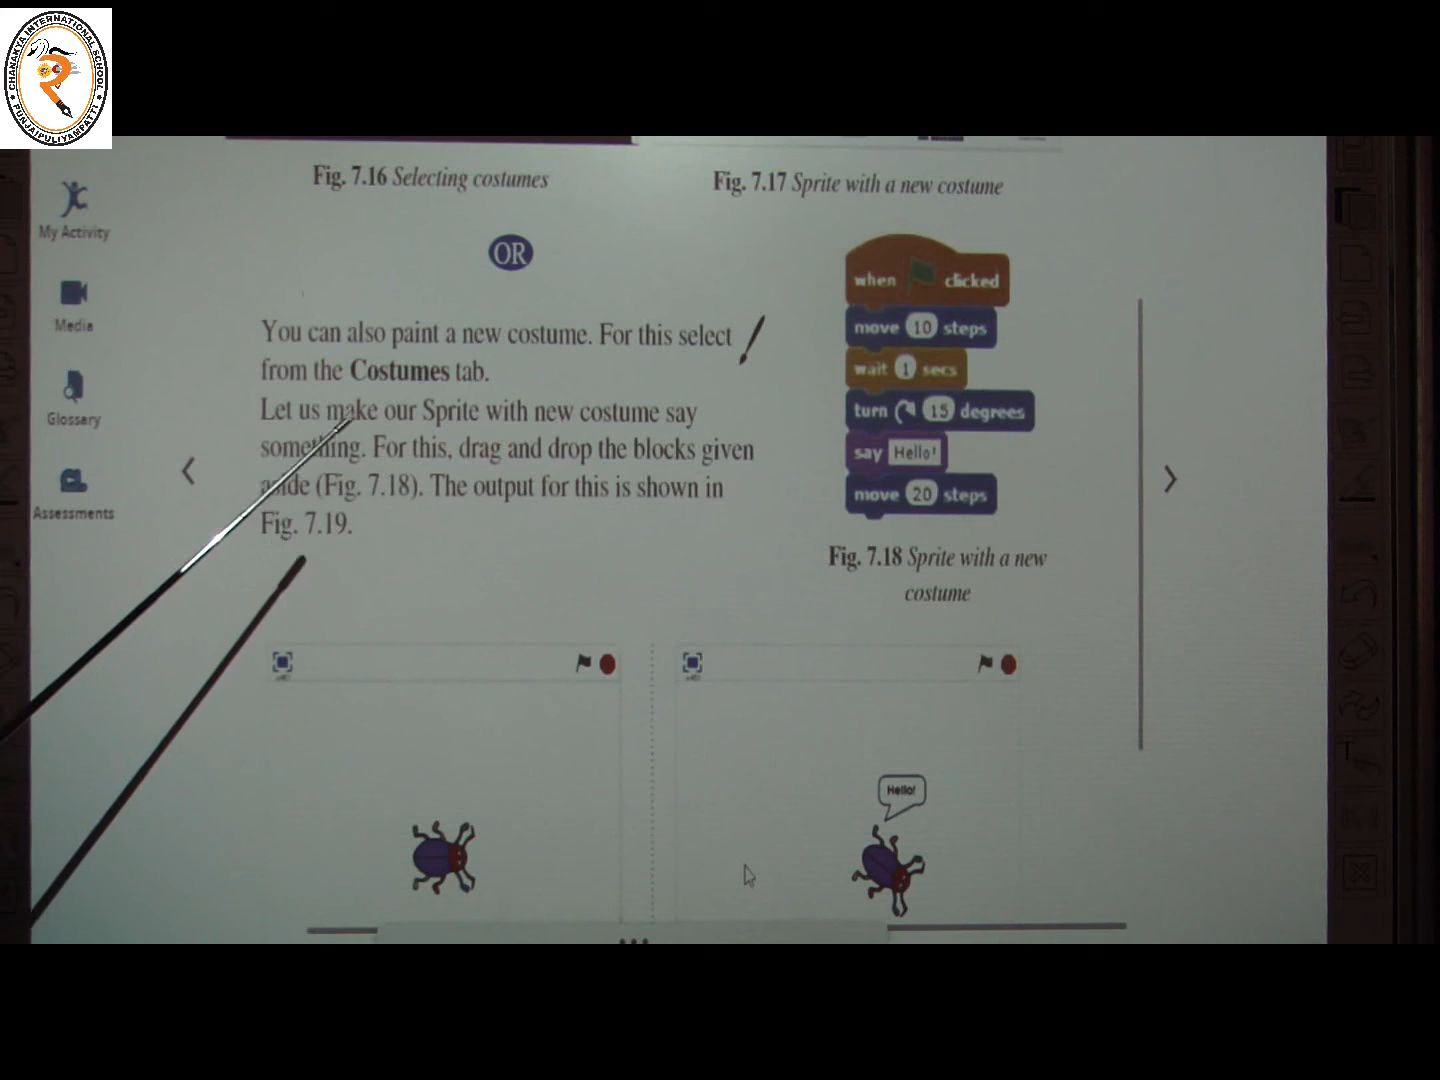 CHANAKYA INTERNATIONAL SCHOOL
PUNJAIPULIYAMPATTI
Fig. 7.16 Selecting costumes
Fig. 7.17 Sprite with a new costume
My Activity
Media
Glossary
Assessments
OR
You can also paint a new costume. For this select
from the Costumes tab.
Let us make our Sprite with new costume say
something. For this, drag and drop the blocks given
aside (Fig. 7.18). The output for this is shown in
Fig. 7.19.
when clicked
move 10 steps
wait 1 secs
turn 15 degrees
say Hello!
move 20 steps
Fig. 7.18 Sprite with a new
costume
Hello!